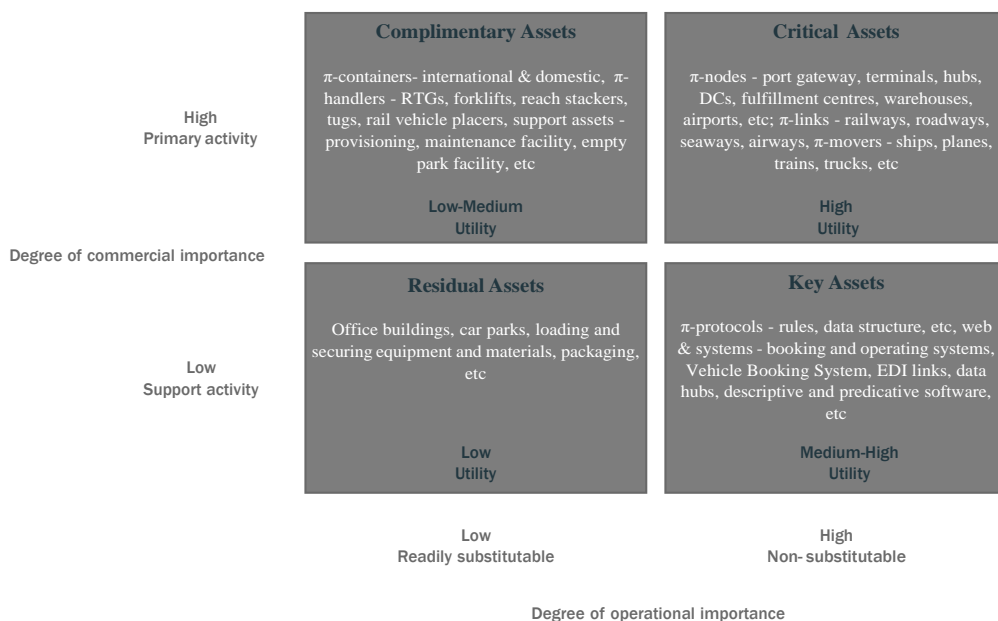 Complimentary Assets
π-containers- international & domestic, π-
handlers - RTGs, forklifts, reach stackers,
tugs, rail vehicle placers, support assets -
provisioning, maintenance facility, empty
park facility, etc
Low-Medium
Utility
Critical Assets
π-nodes - port gateway, terminals, hubs,
DCs, fulfillment centres, warehouses,
airports, etc; π-links - railways, roadways,
seaways, airways, π-movers - ships, planes,
trains, trucks, etc
High
Utility
High
Primary activity
Degree of commercial importance
Low
Support activity
Residual Assets
Office buildings, car parks, loading and
securing equipment and materials, packaging,
etc
Low
Utility
Key Assets
π-protocols - rules, data structure, etc, web
& systems - booking and operating systems,
Vehicle Booking System, EDI links, data
hubs, descriptive and predicative software,
etc
Medium-High
Utility
Low
Readily substitutable
High
Non- substitutable
Degree of operational importance